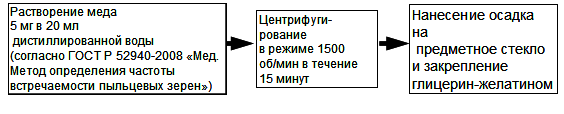 Растворение меда
5 мг в 20 мл
дистиллированной воды
(согласно ГОСТ Р 52940-2008 «Мед.
Метод определения частоты
встречаемости пыльцевых зерен»)
Центрифуги-
рование
в режиме 1500
об/мин в течение
15 минут
Нанесение осадка
на
предметное стекло
и закрепление
глицерин-желатином